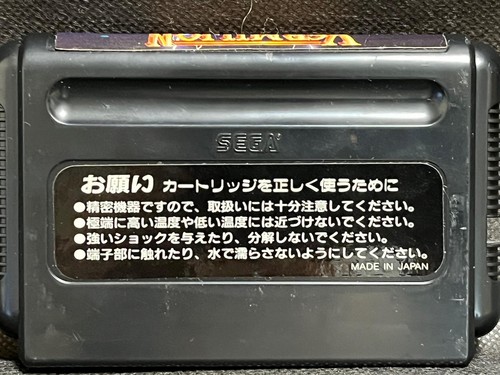 VERMILION
SEGA
お願い カートリッジを正しく使うために
●精密機器ですので、取扱いには十分注意してください。
●極端に高い温度や低い温度には近づけないでください。
●強いショックを与えたり、分解しないでください。
●端子部に触れたり、水で濡らさないようにしてください。
MADE IN JAPAN